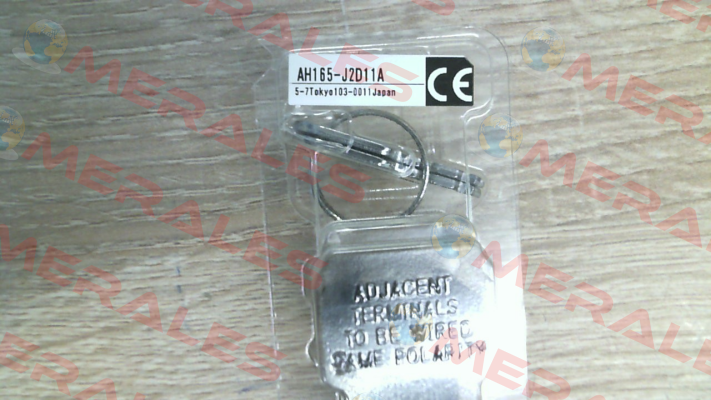 AH165-J2D11A
5-7Tokyo103-0011Japan
CE
ADJACENT
TERMINALS
TO BE WIRED
SAME POLARITY
MERALES
MERALES
MERALES
MERALES